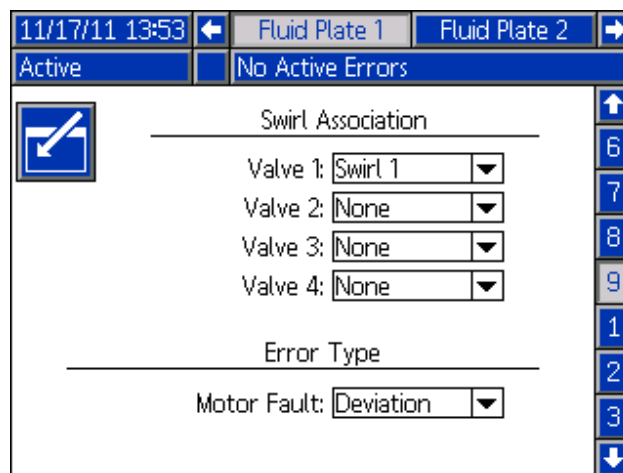 11/17/11 13:53 Fluid Plate 1 Fluid Plate 2
Active No Active Errors
Swirl Association
Valve 1: Swirl 1
Valve 2: None
Valve 3: None
Valve 4: None
Error Type
Motor Fault: Deviation
6
7
8
9
1
2
3